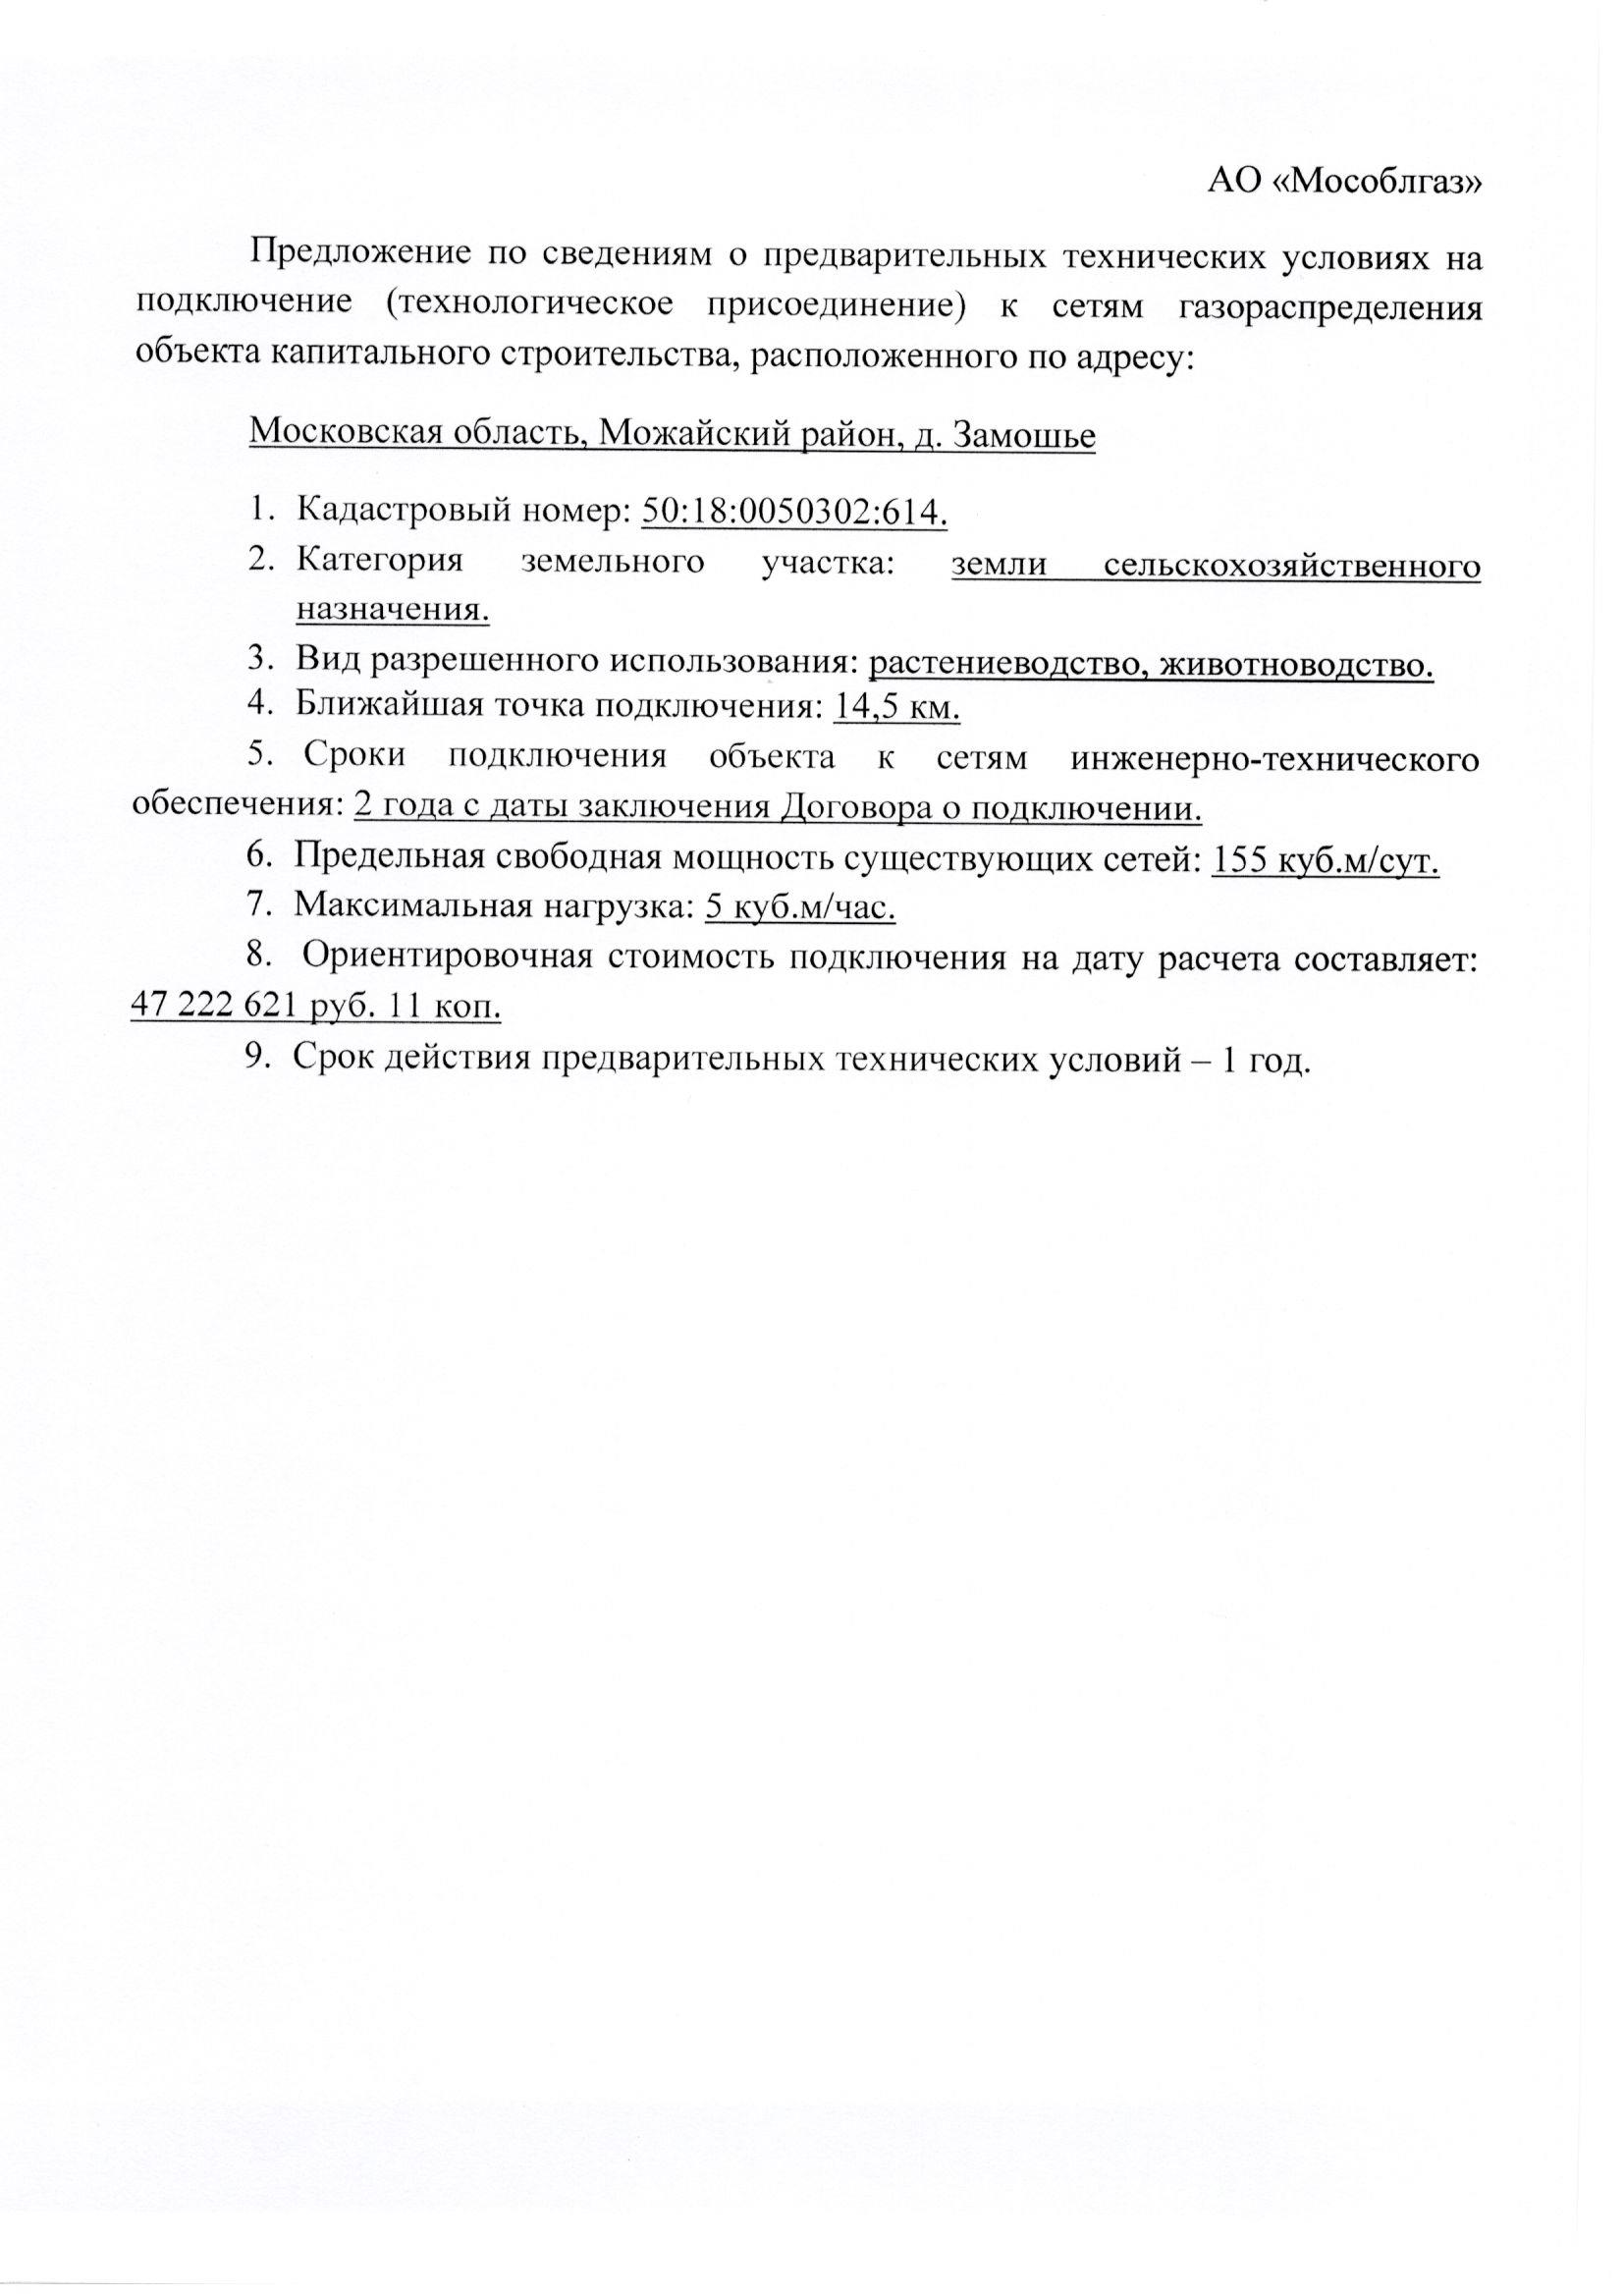 АО «Мособлгаз»
Предложение по сведениям о предварительных технических условиях на
подключение (технологическое присоединение) к сетям газораспределения
объекта капитального строительства, расположенного по адресу:
Московская область, Можайский район, д. Замошье
1. Кадастровый номер: 50:18:0050302:614.
2. Категория земельного участка: земли сельскохозяйственного
назначения.
3. Вид разрешенного использования: растениеводство, животноводство.
4. Ближайшая точка подключения: 14,5 км.
5. Сроки подключения объекта к сетям инженерно-технического
обеспечения: 2 года с даты заключения Договора о подключении.
6. Предельная свободная мощность существующих сетей: 155 куб.м/сут.
7. Максимальная нагрузка: 5 куб.м/час.
8. Ориентировочная стоимость подключения на дату расчета составляет:
47 222 621 руб. 11 коп.
9. Срок действия предварительных технических условий – 1 год.